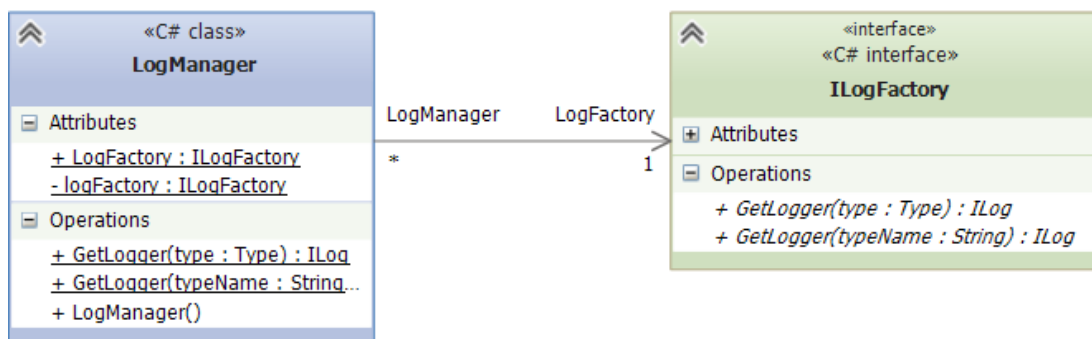 «C# class»
LogManager
Attributes
+ LogFactory : ILogFactory
- logFactory : ILogFactory
Operations
+ GetLogger(type : Type) : ILog
+ GetLogger(typeName : String...
+ LogManager()
LogManager
LogFactory
*
1
«interface»
«C# interface»
ILogFactory
Attributes
Operations
+ GetLogger(type : Type) : ILog
+ GetLogger(typeName : String) : ILog